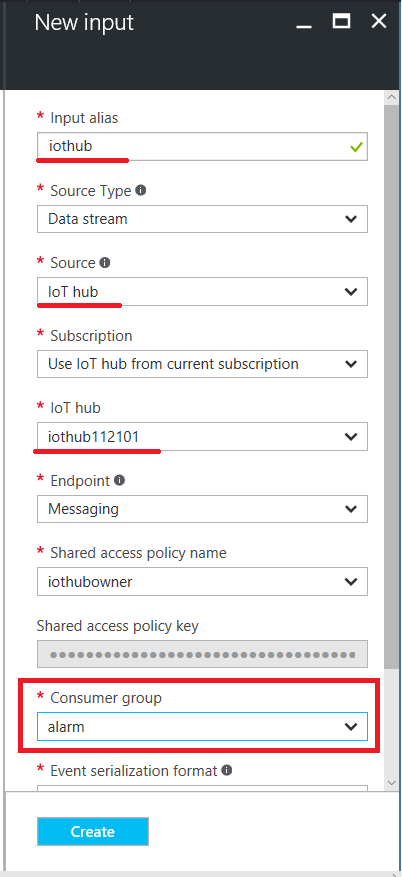 New input
* Input alias
iothub
* Source Type
Data stream
* Source
IoT hub
* Subscription
Use IoT hub from current subscription
* IoT hub
iothub112101
* Endpoint
Messaging
* Shared access policy name
iothubowner
Shared access policy key
* Consumer group
alarm
* Event serialization format
Create